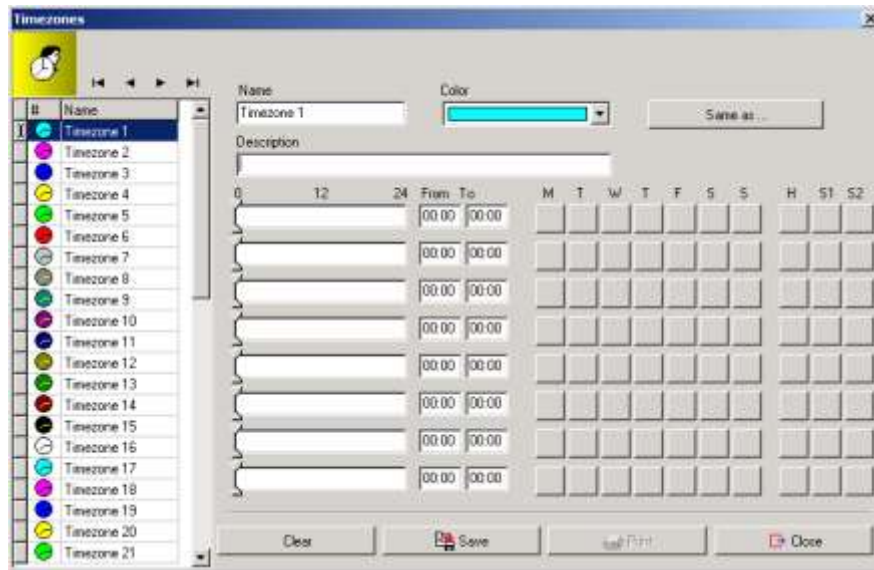 Timezones
# Name
Timezone 1
Timezone 2
Timezone 3
Timezone 4
Timezone 5
Timezone 6
Timezone 7
Timezone 8
Timezone 9
Timezone 10
Timezone 11
Timezone 12
Timezone 13
Timezone 14
Timezone 15
Timezone 16
Timezone 17
Timezone 18
Timezone 19
Timezone 20
Timezone 21
Name Color
Timezone 1 Same as ...
Description
0 12 24 From To M T W T F S S H S1 S2
00:00 00:00
00:00 00:00
00:00 00:00
00:00 00:00
00:00 00:00
00:00 00:00
00:00 00:00
00:00 00:00
Clear Save Print Close